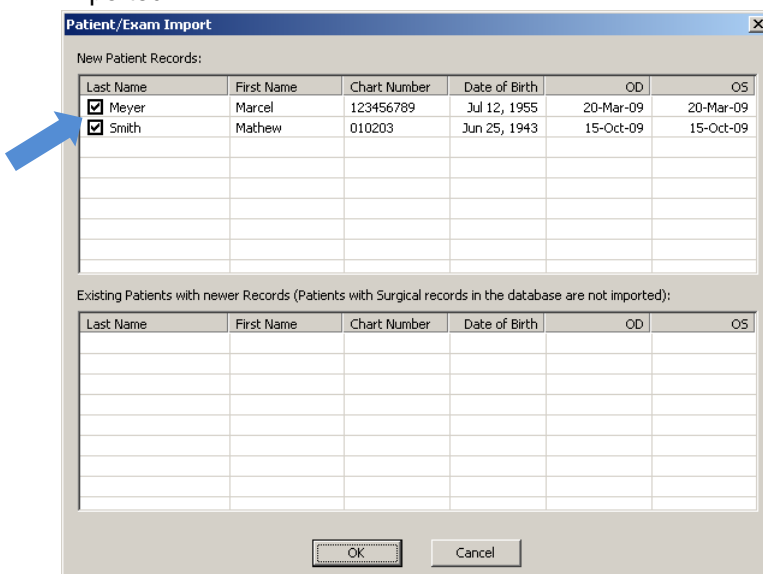 Patient/Exam Import
New Patient Records:
Last Name First Name Chart Number Date of Birth OD OS
Meyer Marcel 123456789 Jul 12, 1955 20-Mar-09 20-Mar-09
Smith Mathew 010203 Jun 25, 1943 15-Oct-09 15-Oct-09
Existing Patients with newer Records (Patients with Surgical records in the database are not imported):
Last Name First Name Chart Number Date of Birth OD OS
OK Cancel